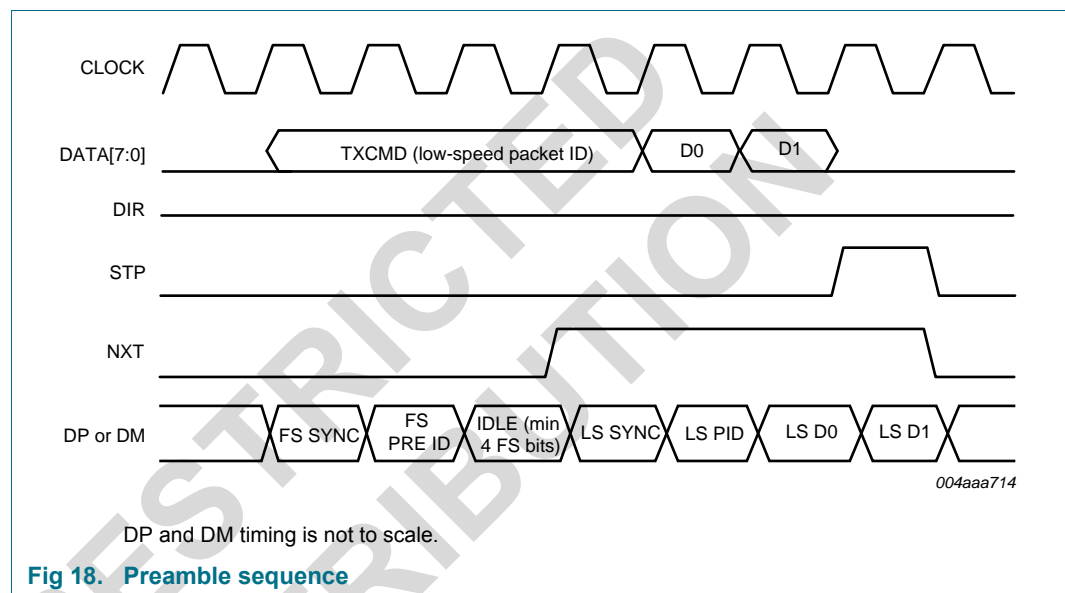 CLOCK
DATA[7:0]
TXCMD (low-speed packet ID)
D0
D1
DIR
STP
NXT
DP or DM
FS SYNC
FS
PRE ID
IDLE (min
4 FS bits)
LS SYNC
LS PID
LS D0
LS D1
004aaa714
DP and DM timing is not to scale.
Fig 18. Preamble sequence
ESTRICTED
TRIBUTION